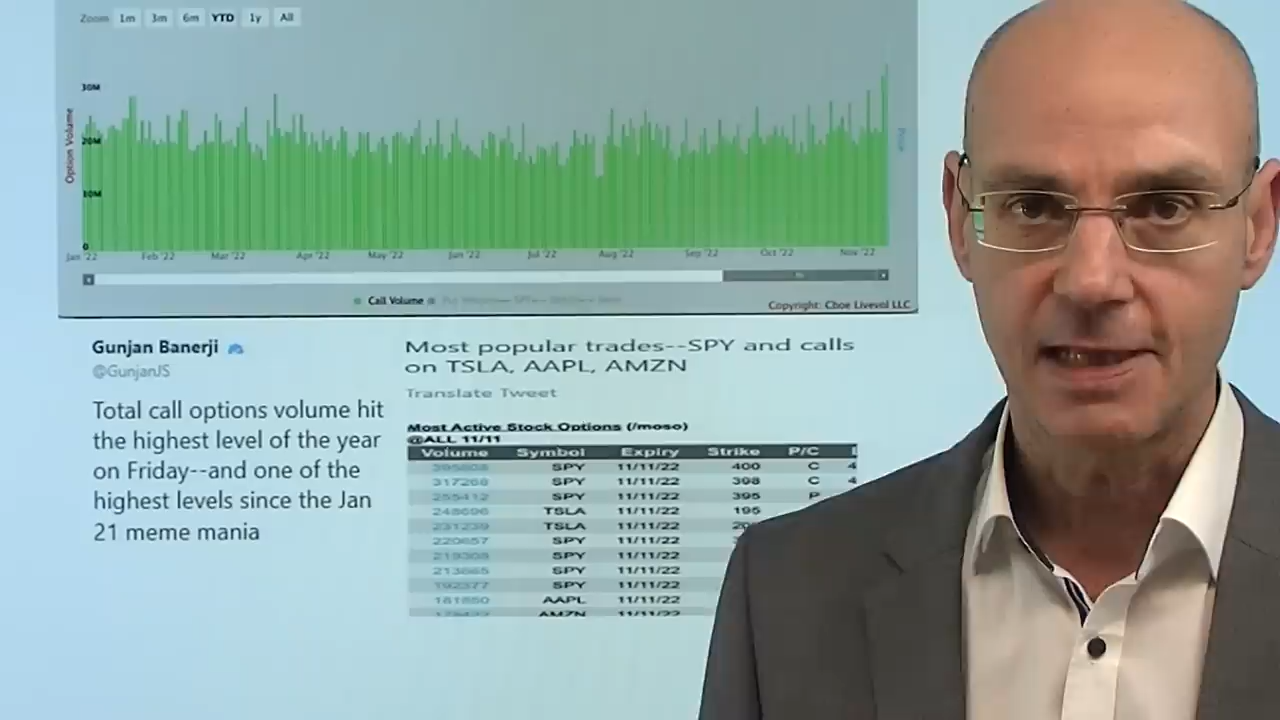 Zoom 1m 3m 6m YTD 1y All
30M
20M
10M
0
Option Volume
Price
Jan '22 Feb '22 Mar '22 Apr '22 May '22 Jun '22 Jul '22 Aug '22 Sep '22 Oct '22 Nov '22
Call Volume
Copyright: Cboe Livevol LLC
Gunjan Banerji
@GunjanJS
Total call options volume hit
the highest level of the year
on Friday--and one of the
highest levels since the Jan
21 meme mania
Most popular trades--SPY and calls
on TSLA, AAPL, AMZN
Translate Tweet
Most Active Stock Options (/moso)
@ALL 11/11
Volume Symbol Expiry Strike P/C
SPY 11/11/22 400 C 4
317268 SPY 11/11/22 398 C 4
255412 SPY 11/11/22 395 P
248696 TSLA 11/11/22 195
231239 TSLA 11/11/22
220657 SPY 11/11/22
SPY 11/11/22
SPY 11/11/22
192377 SPY 11/11/22
181850 AAPL 11/11/22
AMZN 11/11/22